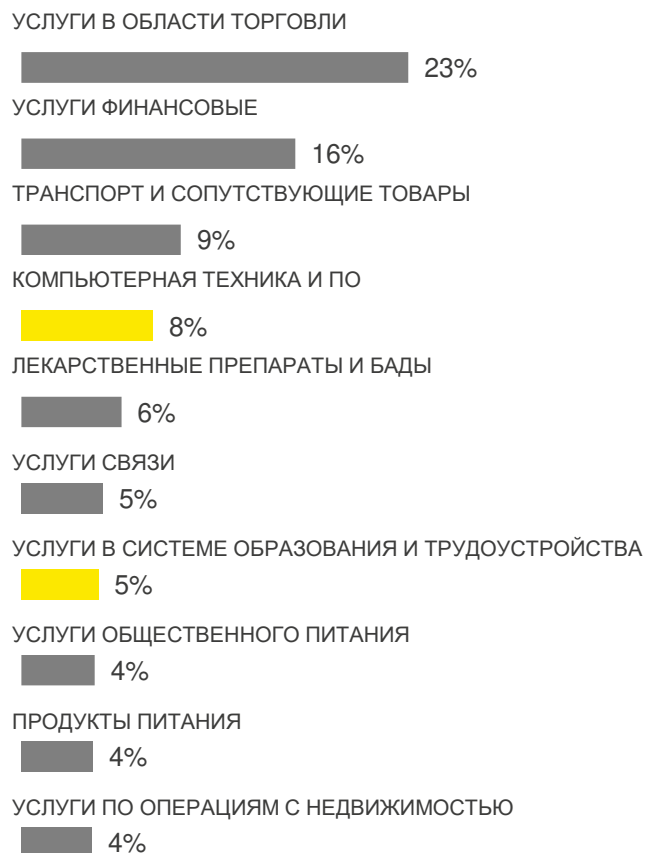 УСЛУГИ В ОБЛАСТИ ТОРГОВЛИ
23%
УСЛУГИ ФИНАНСОВЫЕ
16%
ТРАНСПОРТ И СОПУТСТВУЮЩИЕ ТОВАРЫ
9%
КОМПЬЮТЕРНАЯ ТЕХНИКА И ПО
8%
ЛЕКАРСТВЕННЫЕ ПРЕПАРАТЫ И БАДЫ
6%
УСЛУГИ СВЯЗИ
5%
УСЛУГИ В СИСТЕМЕ ОБРАЗОВАНИЯ И ТРУДОУСТРОЙСТВА
5%
УСЛУГИ ОБЩЕСТВЕННОГО ПИТАНИЯ
4%
ПРОДУКТЫ ПИТАНИЯ
4%
УСЛУГИ ПО ОПЕРАЦИЯМ С НЕДВИЖИМОСТЬЮ
4%